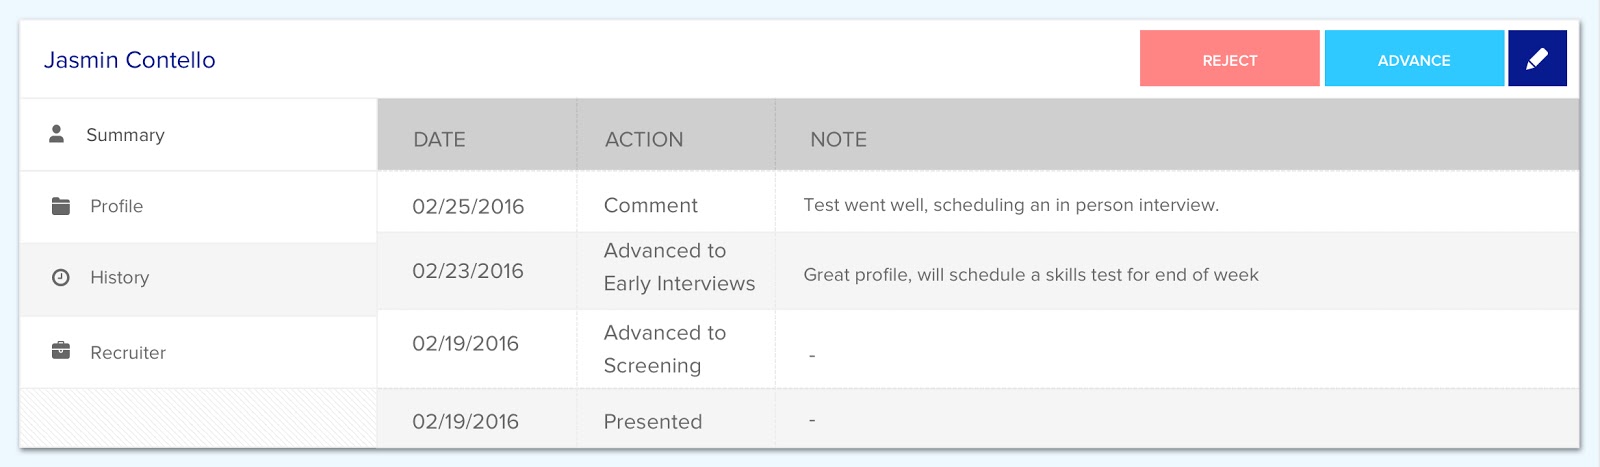 Jasmin Contello
REJECT
ADVANCE
Summary
Profile
History
Recruiter
DATE ACTION NOTE
02/25/2016 Comment Test went well, scheduling an in person interview.
02/23/2016 Advanced to
Early Interviews Great profile, will schedule a skills test for end of week
02/19/2016 Advanced to
Screening -
02/19/2016 Presented -